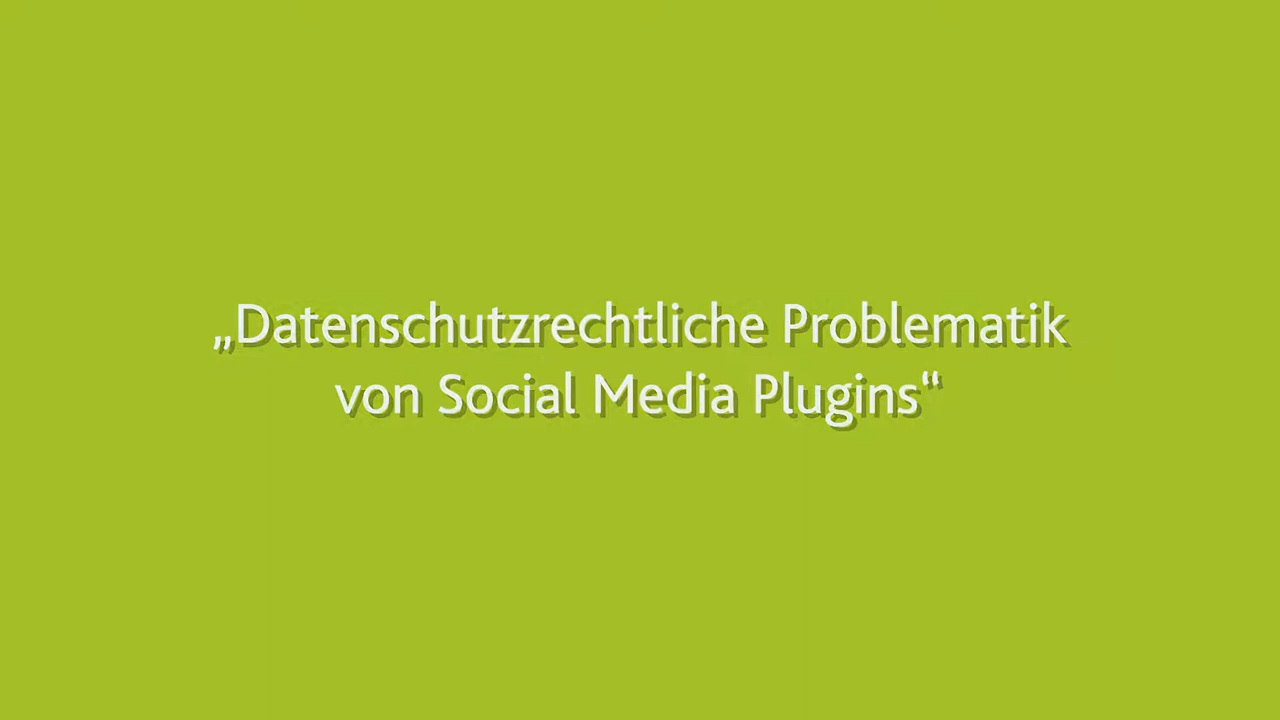 „Datenschutzrechtliche Problematik
von Social Media Plugins“